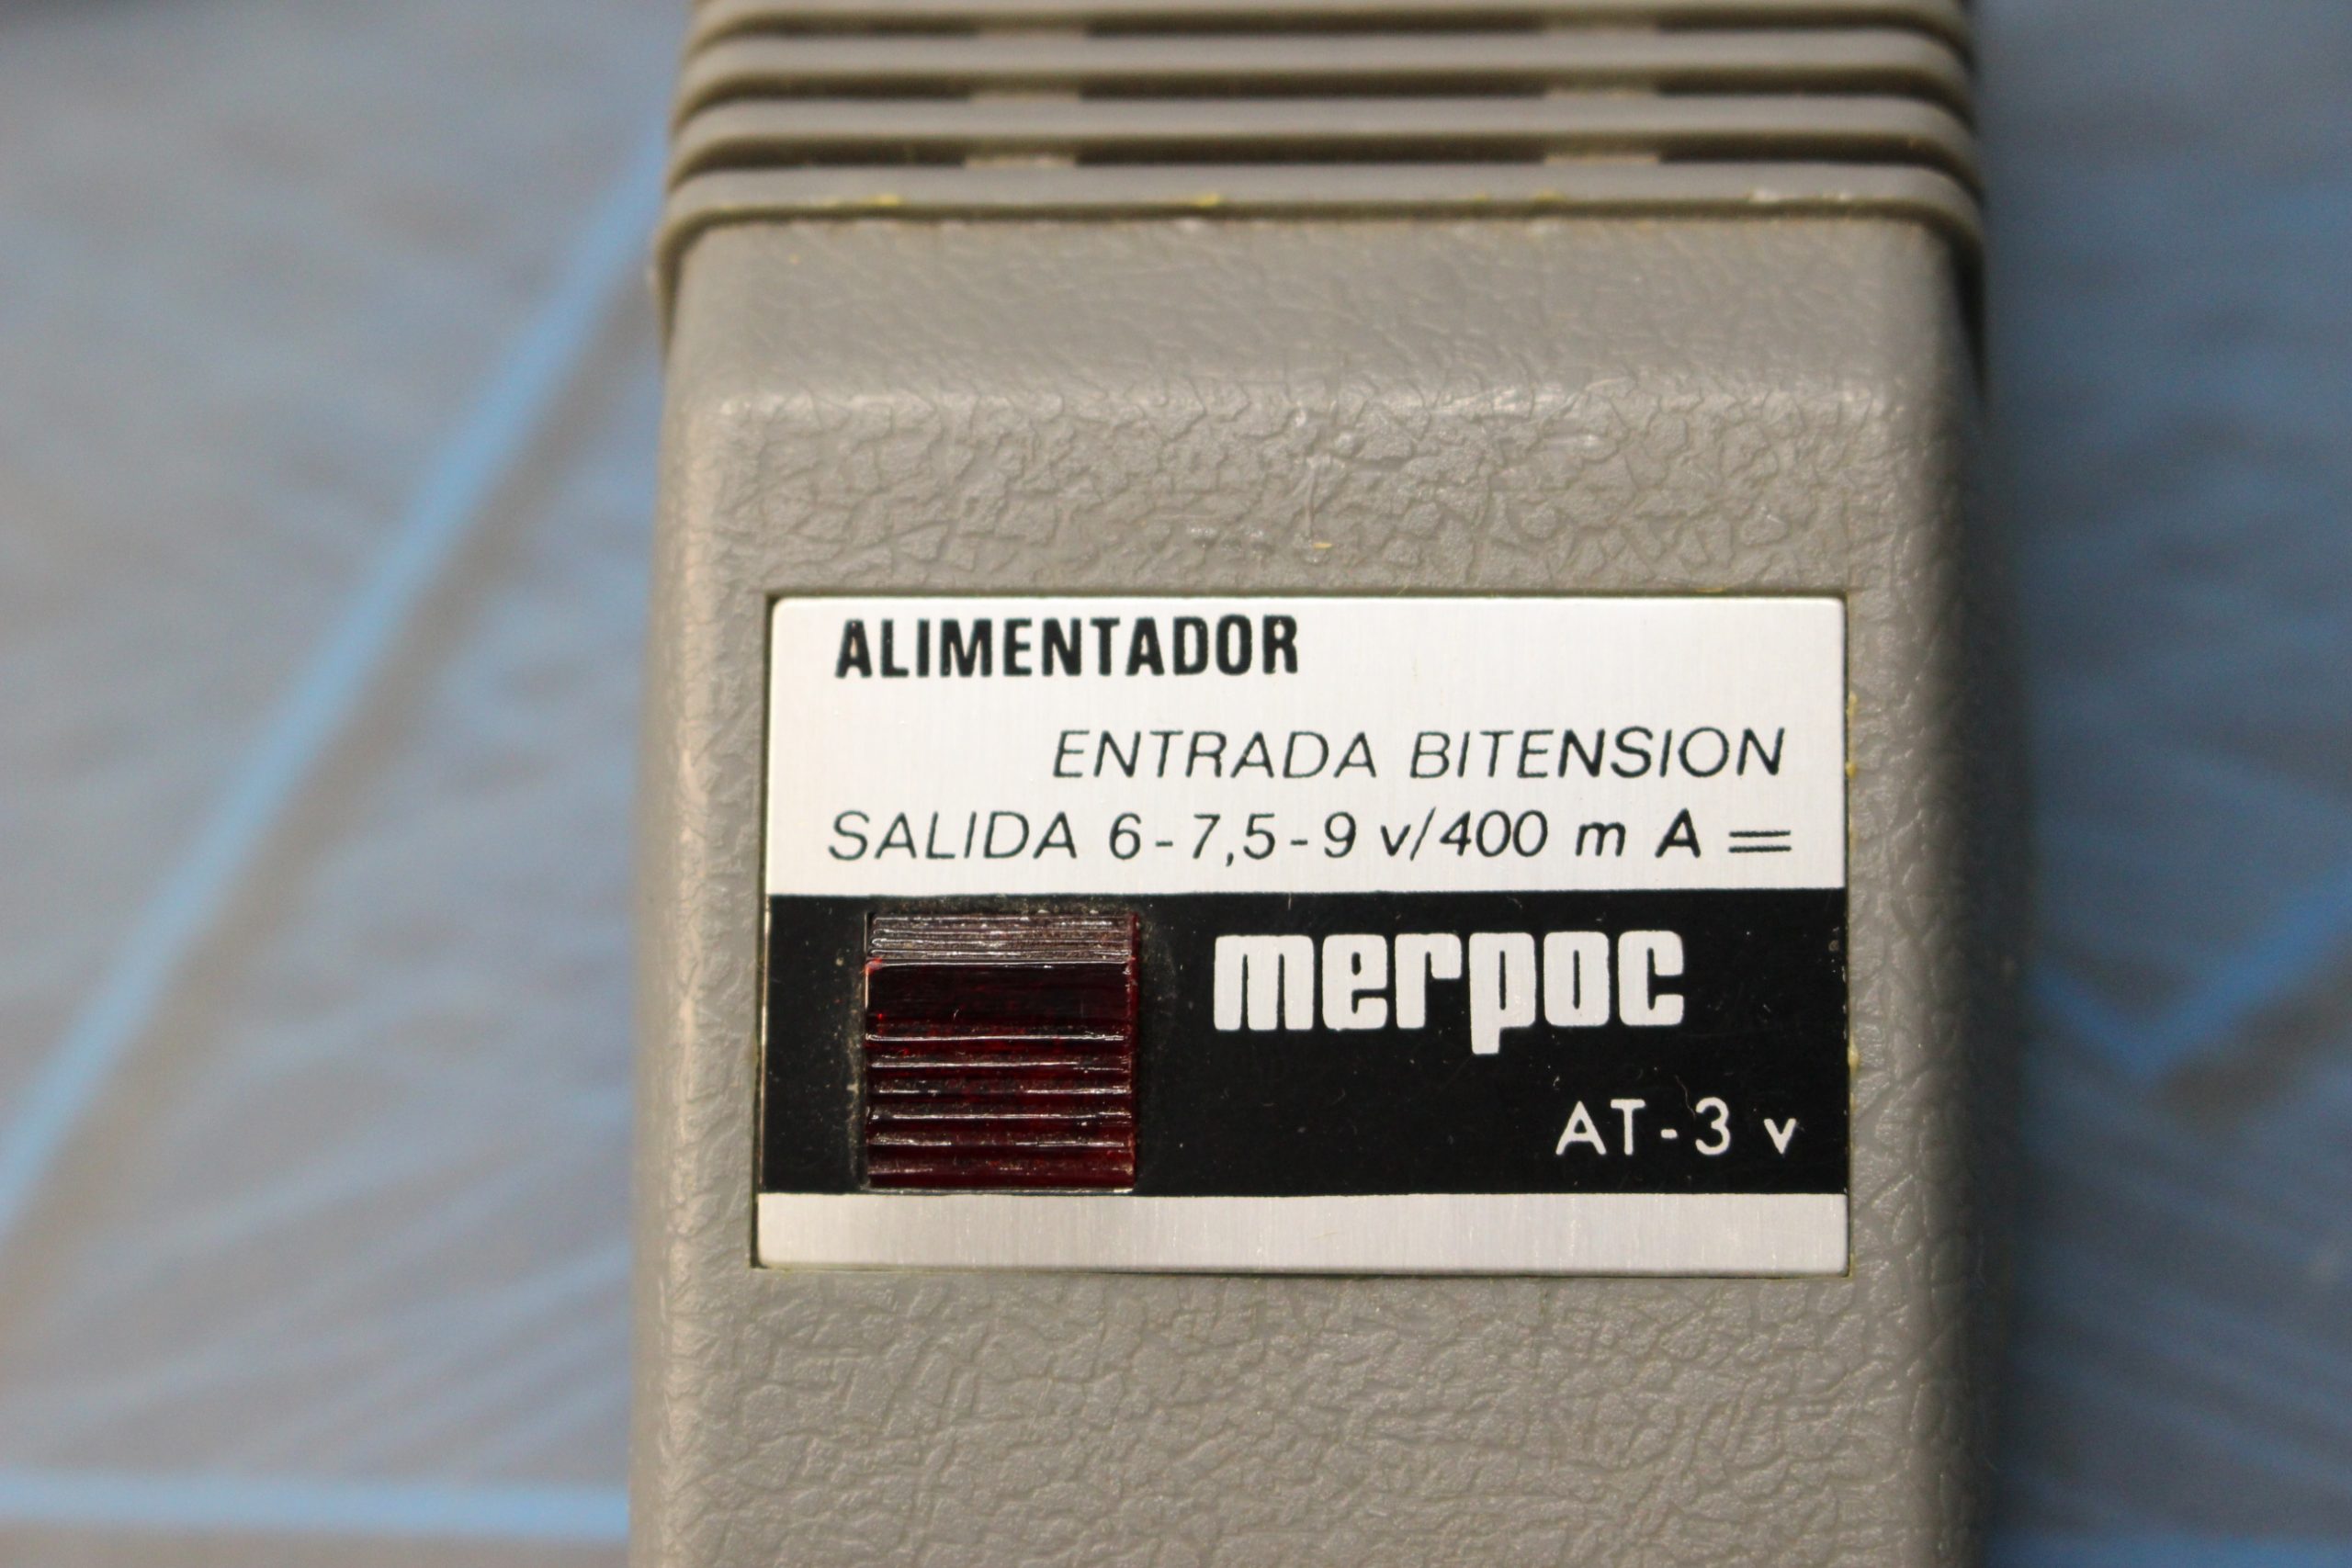 ALIMENTADOR
ENTRADA BITENSION
SALIDA 6-7,5-9 v/400 m A =
merpoc
AT-3 v